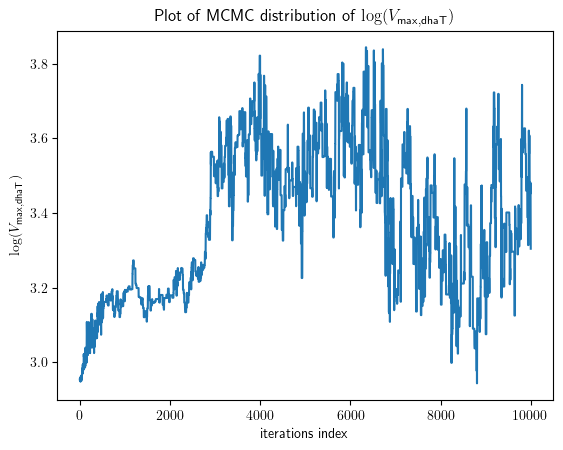 Plot of MCMC distribution of log(V_max,dhaT)
log(V_max,dhaT)
3.8
3.6
3.4
3.2
3.0
0 2000 4000 6000 8000 10000
iterations index